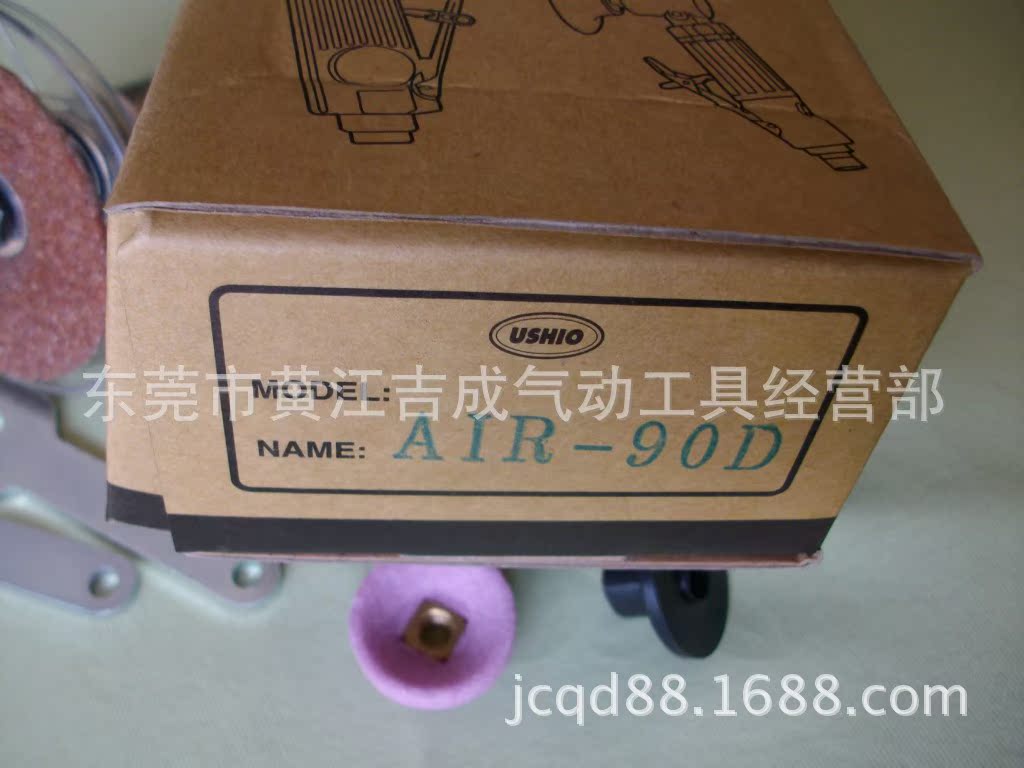 USHIO
东莞市黄江吉成气动工具经营部
MODEL:
NAME: AIR-90D
jcqd88.1688.com